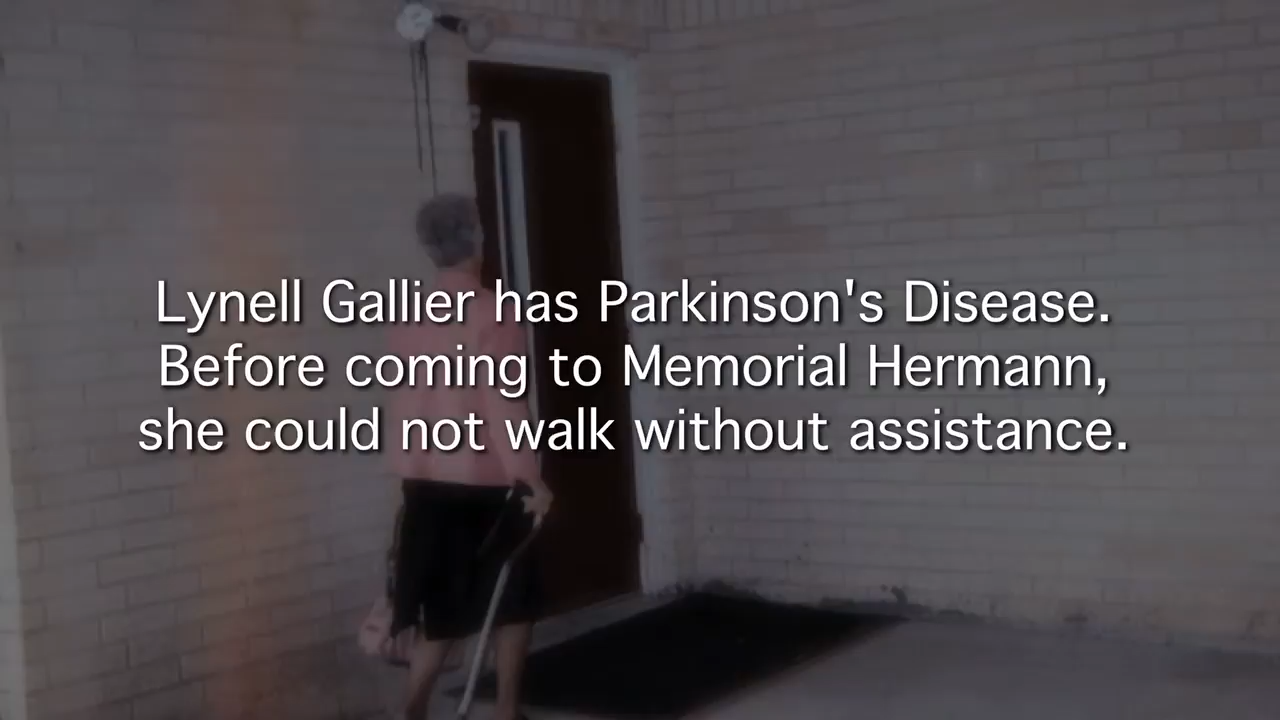 Lynell Gallier has Parkinson's Disease.
Before coming to Memorial Hermann,
she could not walk without assistance.